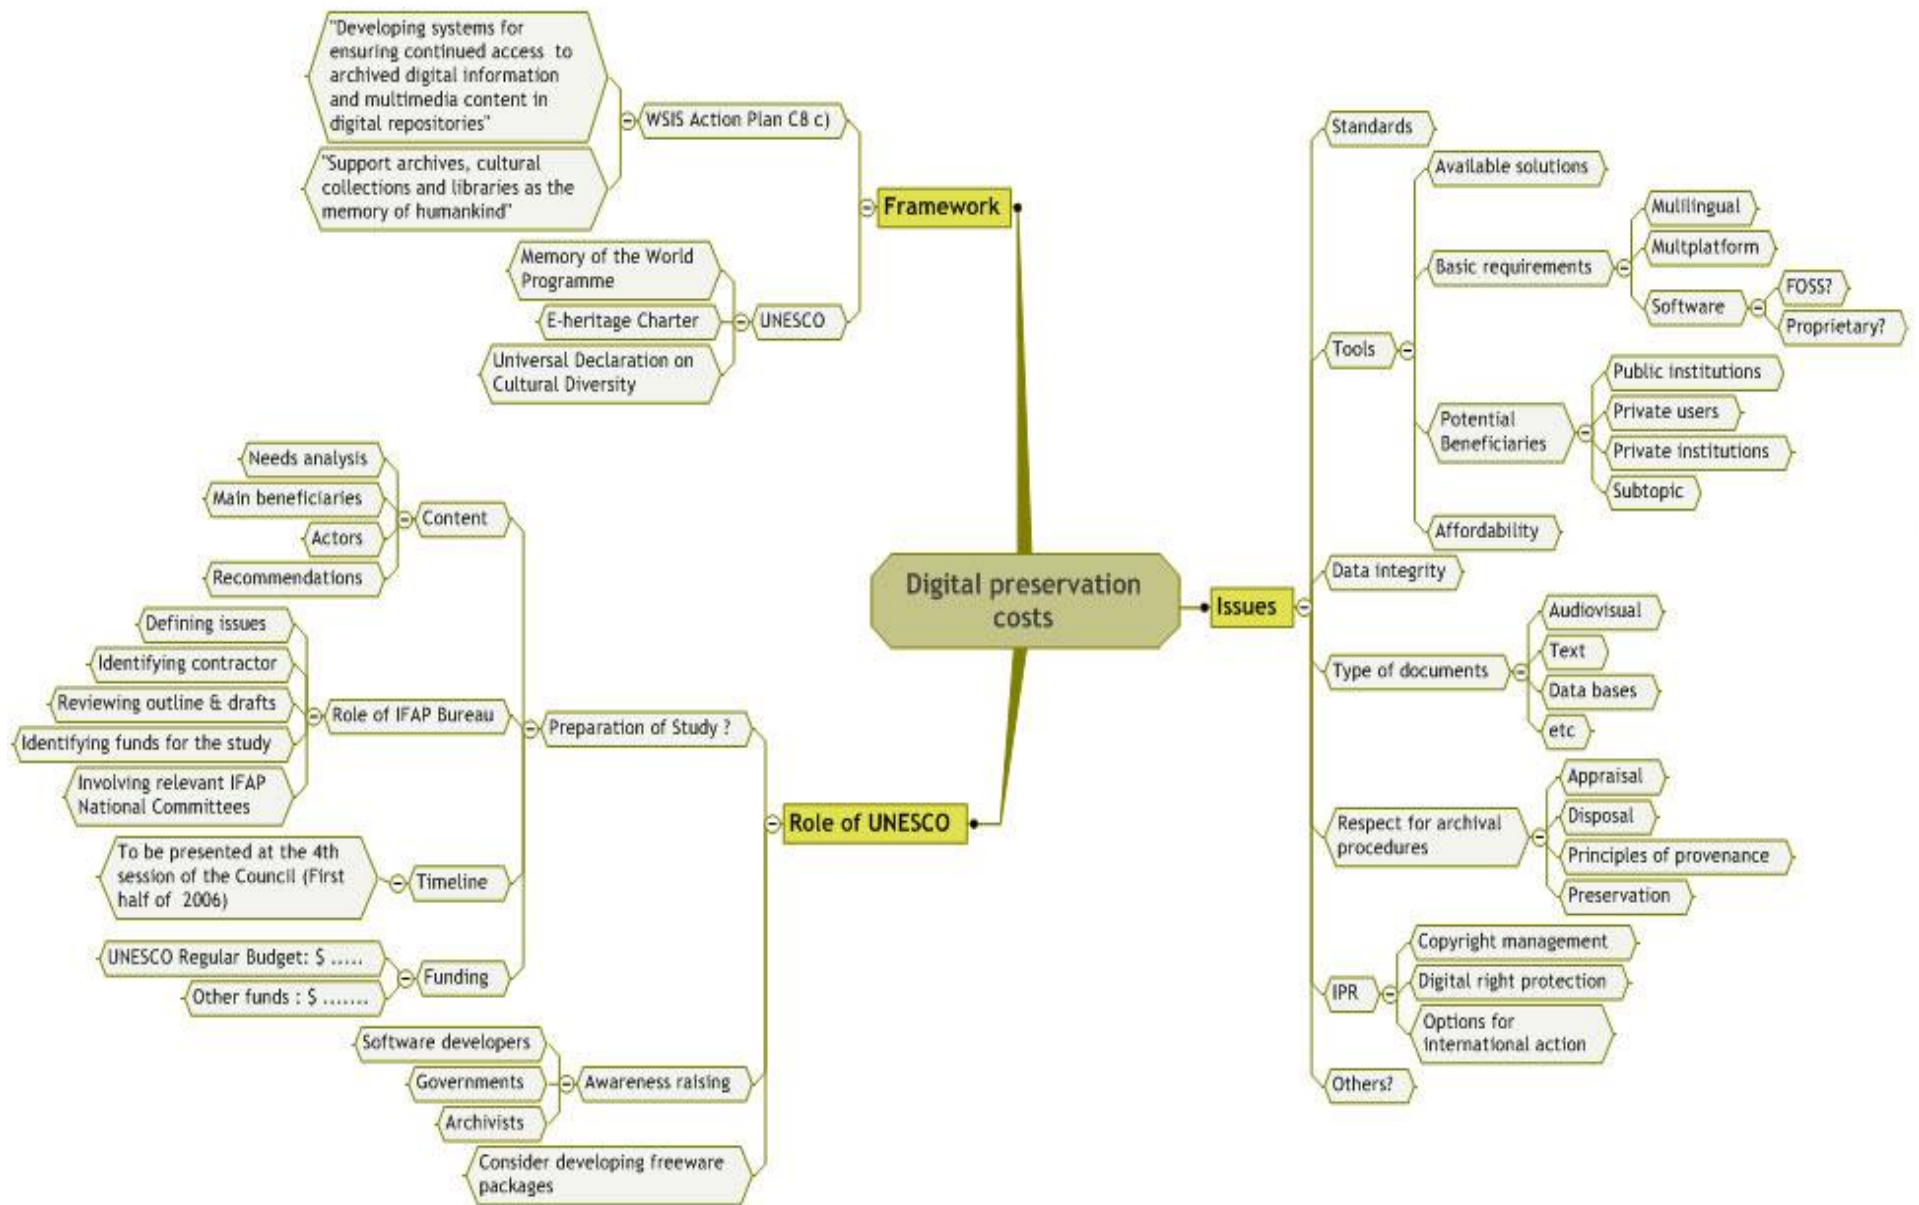 "Developing systems for
ensuring continued access to
archived digital information
and multimedia content in
digital repositories"
WSIS Action Plan C8 c)
"Support archives, cultural
collections and libraries as the
memory of humankind"
Framework
Memory of the World
Programme
E-heritage Charter
UNESCO
Universal Declaration on
Cultural Diversity
Needs analysis
Main beneficiaries
Content
Actors
Recommendations
Defining issues
Identifying contractor
Reviewing outline & drafts
Role of IFAP Bureau
Preparation of Study ?
Identifying funds for the study
Involving relevant IFAP
National Committees
Role of UNESCO
To be presented at the 4th
session of the Council (First
half of 2006)
Timeline
UNESCO Regular Budget: $ .....
Funding
Other funds : $ .......
Software developers
Governments
Awareness raising
Archivists
Consider developing freeware
packages
Digital preservation
costs
Issues
Standards
Available solutions
Mulilingual
Multplatform
Basic requirements
Software
FOSS?
Proprietary?
Tools
Public institutions
Private users
Potential
Beneficiaries
Private institutions
Subtopic
Affordability
Data integrity
Audiovisual
Text
Type of documents
Data bases
etc
Appraisal
Disposal
Respect for archival
procedures
Principles of provenance
Preservation
Copyright management
Digital right protection
IPR
Options for
international action
Others?